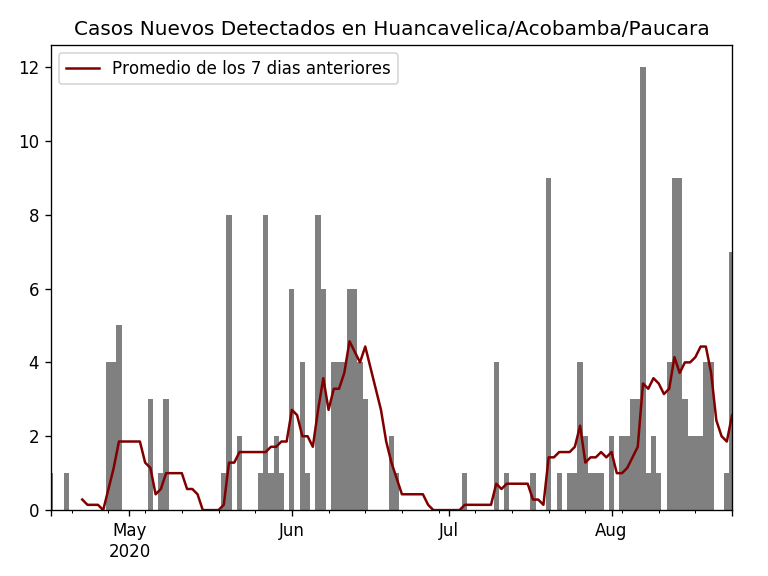 Casos Nuevos Detectados en Huancavelica/Acobamba/Paucara
Promedio de los 7 dias anteriores
12
10
8
6
4
2
0
May
2020
Jun
Jul
Aug